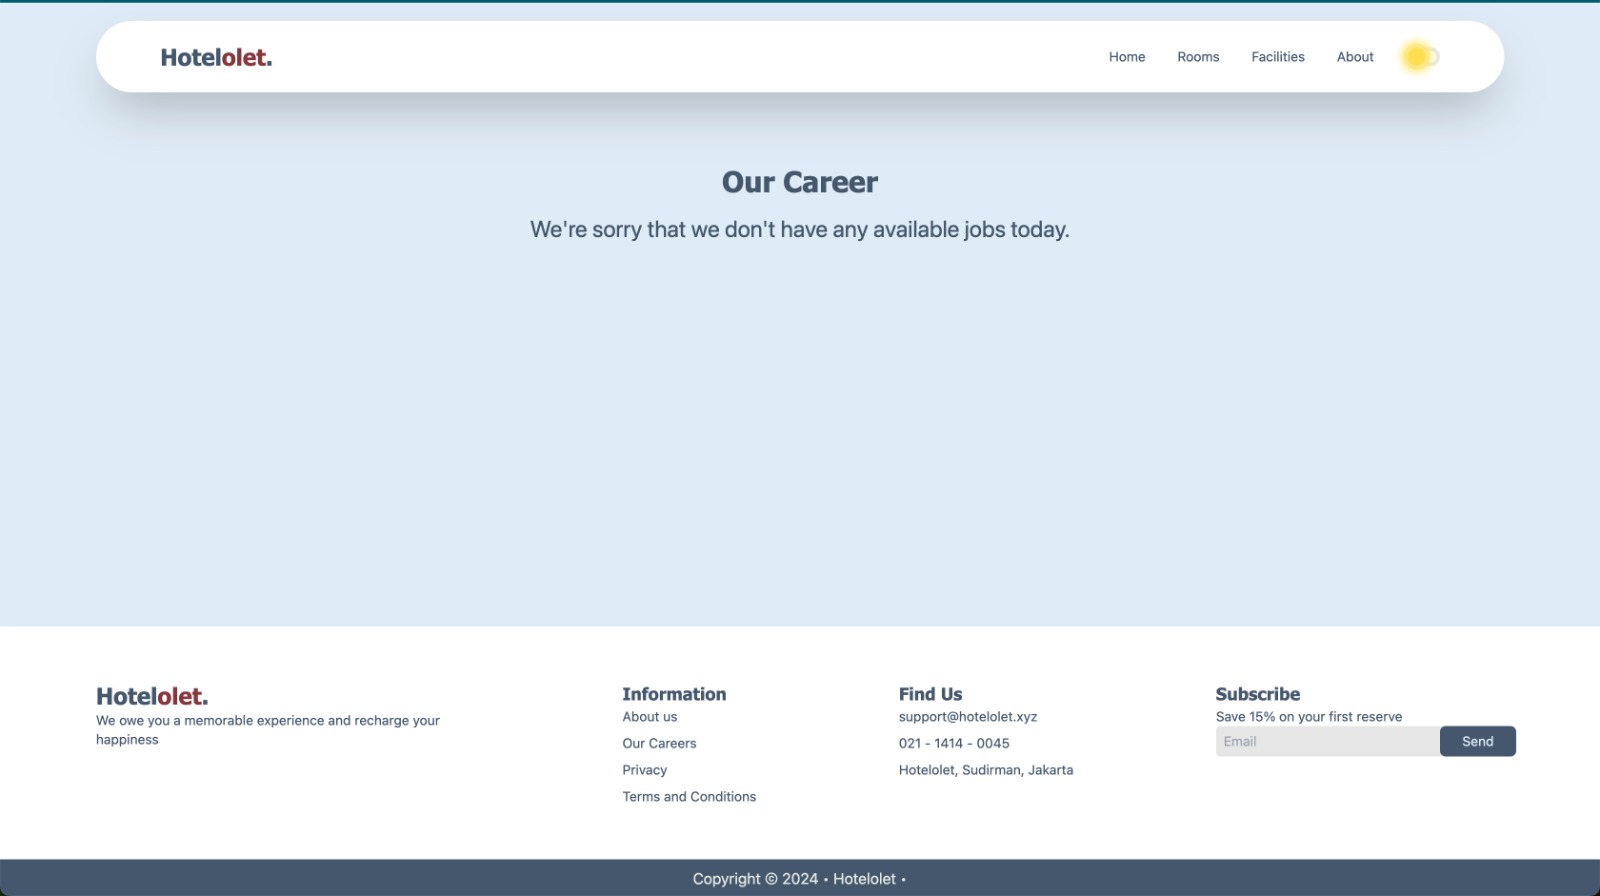 Hotelolet.
Home
Rooms
Facilities
About
Our Career
We're sorry that we don't have any available jobs today.
Hotelolet.
We owe you a memorable experience and recharge your
happiness
Information
About us
Our Careers
Privacy
Terms and Conditions
Find Us
support@hotelolet.xyz
021 - 1414 - 0045
Hotelolet, Sudirman, Jakarta
Subscribe
Save 15% on your first reserve
Email
Send
Copyright © 2024 • Hotelolet •